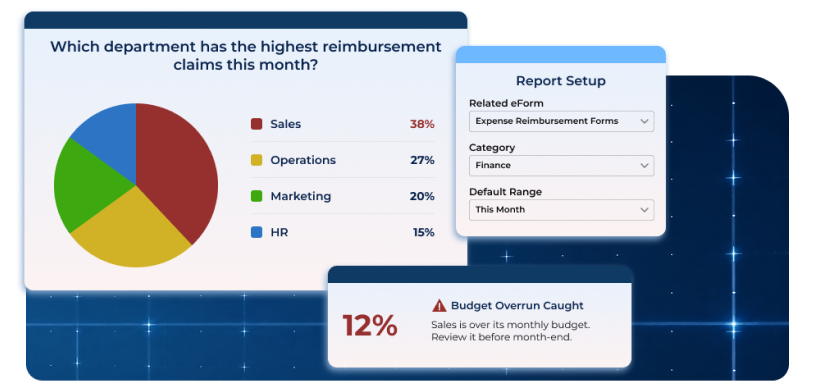 Which department has the highest reimbursement
claims this month?
Sales 38%
Operations 27%
Marketing 20%
HR 15%
Report Setup
Related eForm
Expense Reimbursement Forms
Category
Finance
Default Range
This Month
12%
Budget Overrun Caught
Sales is over its monthly budget.
Review it before month-end.